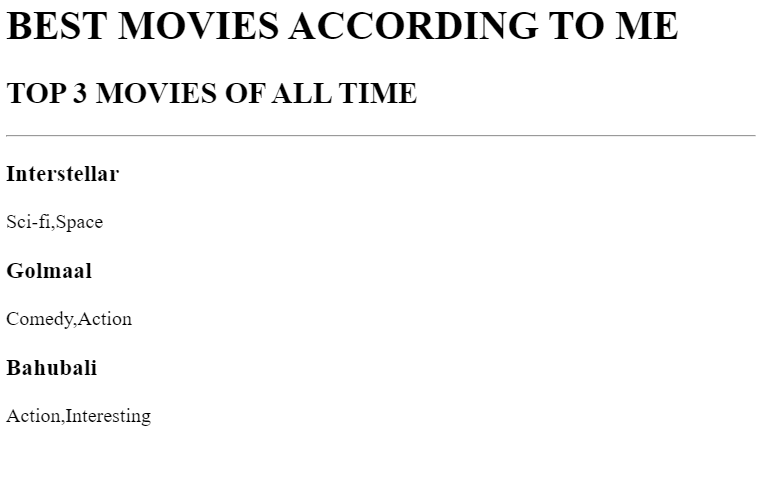 BEST MOVIES ACCORDING TO ME
TOP 3 MOVIES OF ALL TIME
Interstellar
Sci-fi,Space
Golmaal
Comedy,Action
Bahubali
Action,Interesting